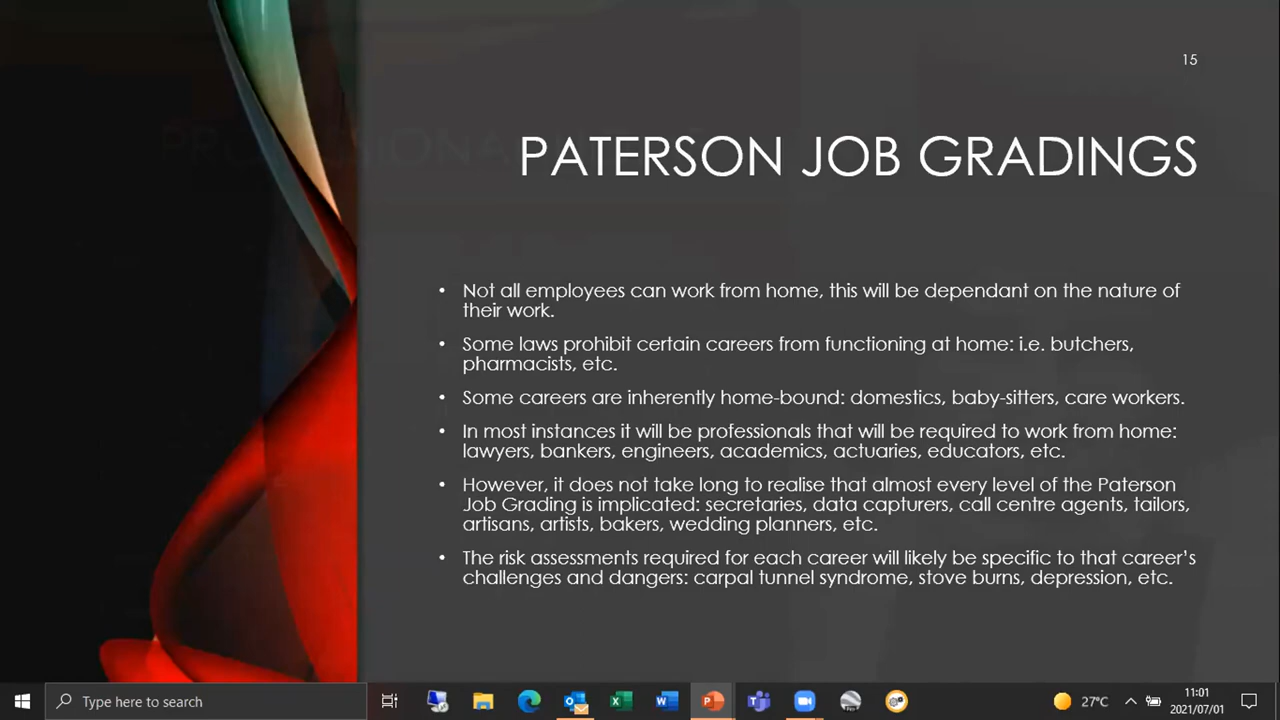 15
PATERSON JOB GRADINGS
• Not all employees can work from home, this will be dependant on the nature of
their work.
• Some laws prohibit certain careers from functioning at home: i.e. butchers,
pharmacists, etc.
• Some careers are inherently home-bound: domestics, baby-sitters, care workers.
• In most instances it will be professionals that will be required to work from home:
lawyers, bankers, engineers, academics, actuaries, educators, etc.
• However, it does not take long to realise that almost every level of the Paterson
Job Grading is implicated: secretaries, data capturers, call centre agents, tailors,
artisans, artists, bakers, wedding planners, etc.
• The risk assessments required for each career will likely be specific to that career’s
challenges and dangers: carpal tunnel syndrome, stove burns, depression, etc.
Type here to search
27°C
11:01
2021/07/01